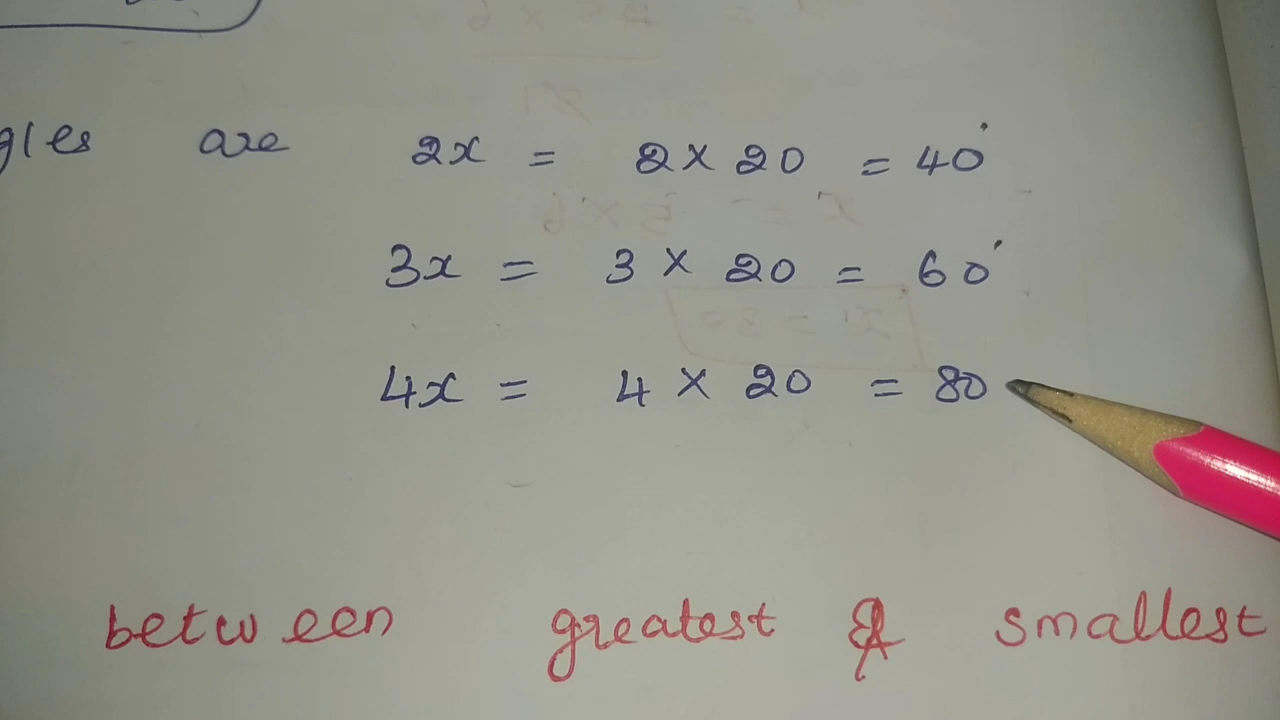 gles are 2x = 2 × 20 = 40°
3x = 3 × 20 = 60°
4x = 4 × 20 = 80
between greatest & smallest